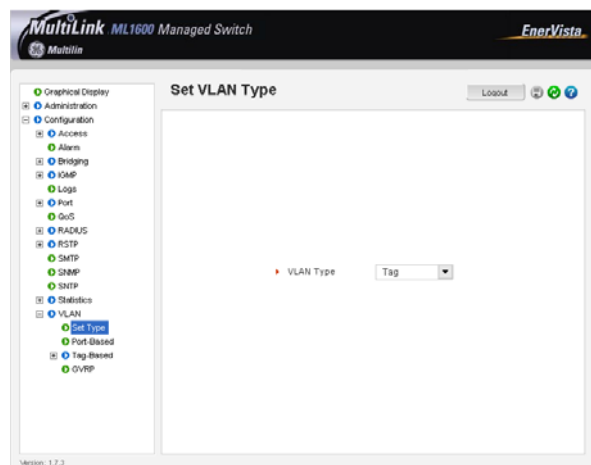 MultiLink ML1600 Managed Switch
EnerVista
Multilin
Set VLAN Type
Logout
Graphical Display
Administration
Configuration
Access
Alarm
Bridging
IGMP
Logs
Port
QoS
RADIUS
RSTP
SMTP
SNMP
SNTP
Statistics
VLAN
Set Type
Port-Based
Tag-Based
GVRP
VLAN Type
Tag
Version: 1.7.3